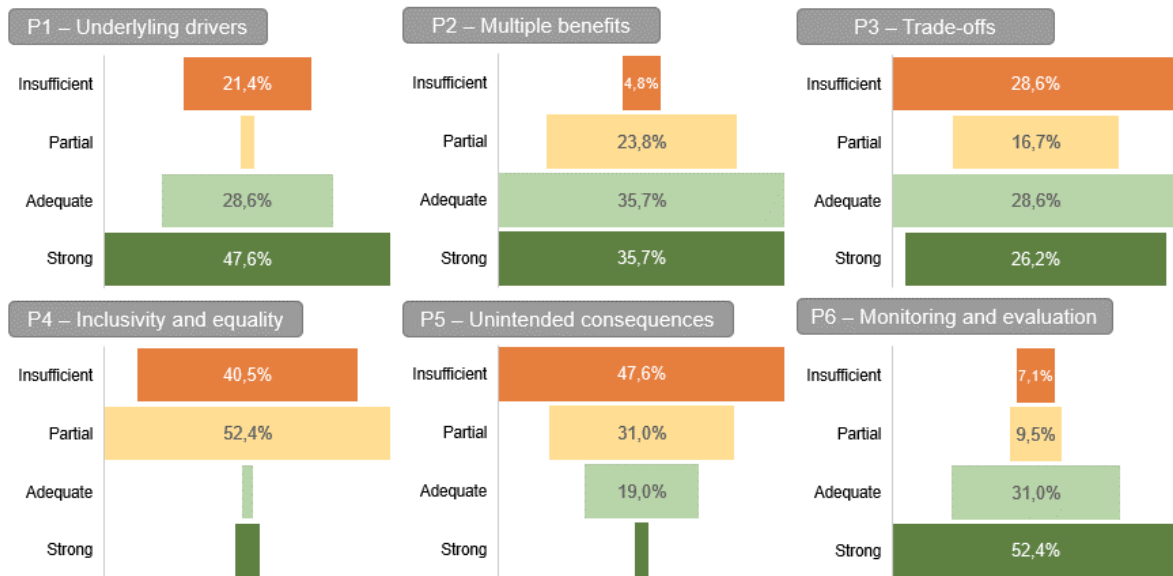 P1 – Underlyling drivers
Insufficient
21,4%
Partial
Adequate
28,6%
Strong
47,6%
P2 – Multiple benefits
Insufficient
4,8%
Partial
23,8%
Adequate
35,7%
Strong
35,7%
P3 – Trade-offs
Insufficient
28,6%
Partial
16,7%
Adequate
28,6%
Strong
26,2%
P4 – Inclusivity and equality
Insufficient
40,5%
Partial
52,4%
Adequate
Strong
P5 – Unintended consequences
Insufficient
47,6%
Partial
31,0%
Adequate
19,0%
Strong
P6 – Monitoring and evaluation
Insufficient
7,1%
Partial
9,5%
Adequate
31,0%
Strong
52,4%